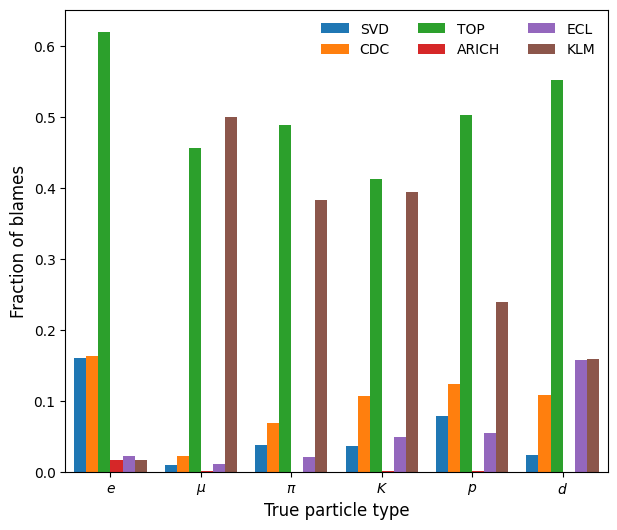 SVD TOP ECL
CDC ARICH KLM
Fraction of blames
0.6
0.5
0.4
0.3
0.2
0.1
0.0
e μ π K p d
True particle type